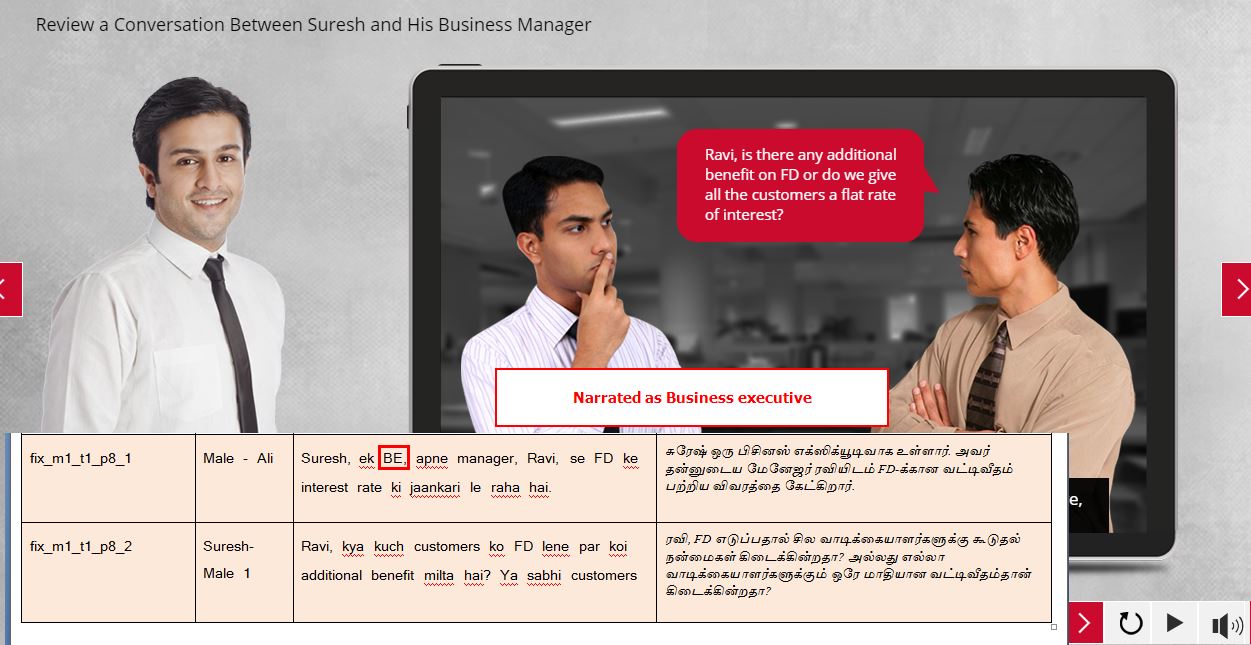 Review a Conversation Between Suresh and His Business Manager
Ravi, is there any additional
benefit on FD or do we give
all the customers a flat rate
of interest?
Narrated as Business executive
e,
fix_m1_t1_p8_1
Male - Ali
Suresh, ek BE, apne manager, Ravi, se FD ke
interest rate ki jaankari le raha hai.
சுரேஷ் ஒரு பிசினஸ் எக்ஸிக்யூடிவாக உள்ளார். அவர்
தன்னுடைய மேனேஜர் ரவியிடம் FD-க்கான வட்டிவீதம்
பற்றிய விவரத்தை கேட்கிறார்.
fix_m1_t1_p8_2
Suresh-
Male 1
Ravi, kya kuch customers ko FD lene par koi
additional benefit milta hai? Ya sabhi customers
ரவி, FD எடுப்பதால் சில வாடிக்கையாளர்களுக்கு கூடுதல்
நன்மைகள் கிடைக்கின்றதா? அல்லது எல்லா
வாடிக்கையாளர்களுக்கும் ஒரே மாதியான வட்டிவீதம்தான்
கிடைக்கின்றதா?